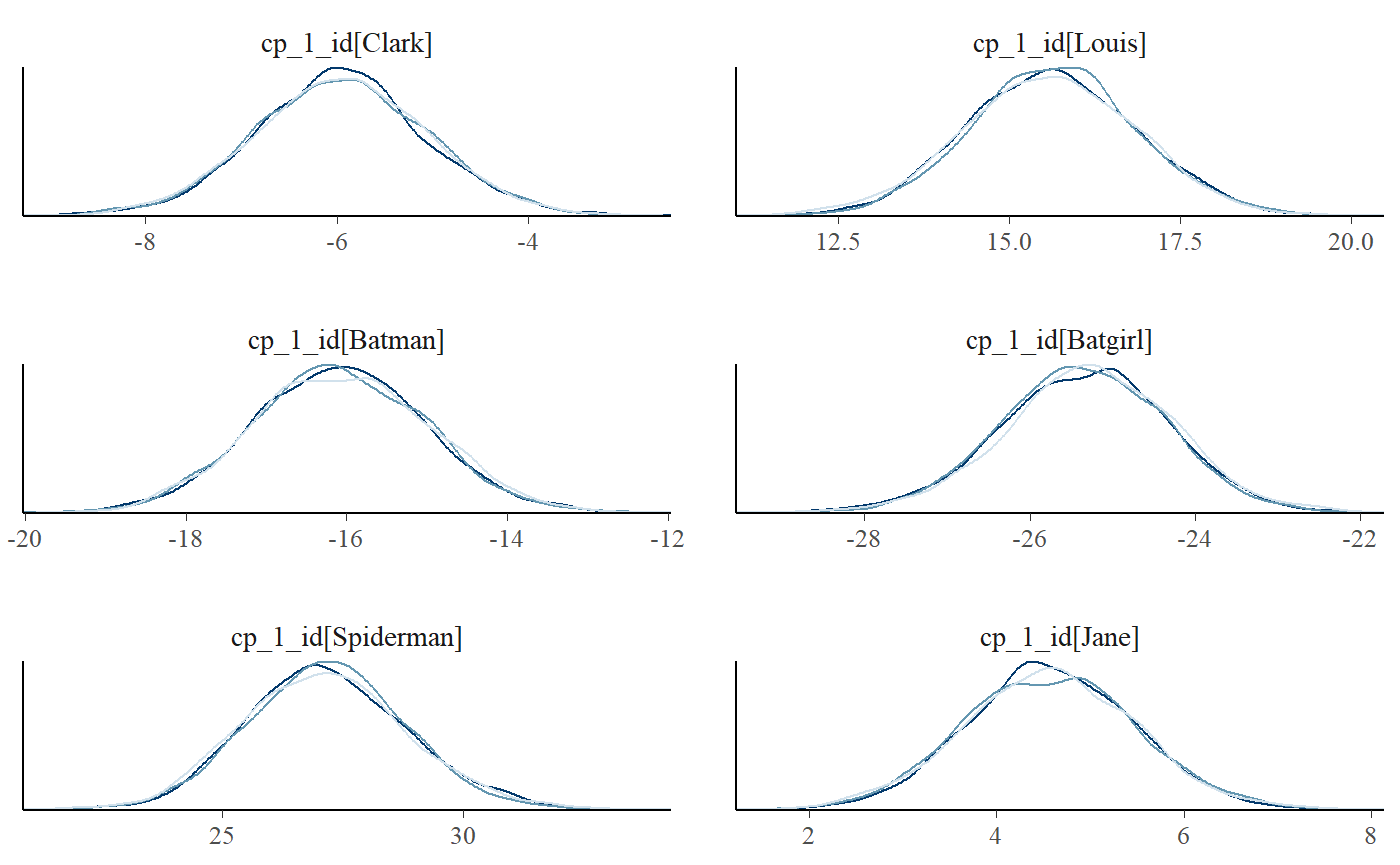 cp_1_id[Clark]
-8 -6 -4
cp_1_id[Louis]
12.5 15.0 17.5 20.0
cp_1_id[Batman]
-20 -18 -16 -14 -12
cp_1_id[Batgirl]
-28 -26 -24 -22
cp_1_id[Spiderman]
25 30
cp_1_id[Jane]
2 4 6 8